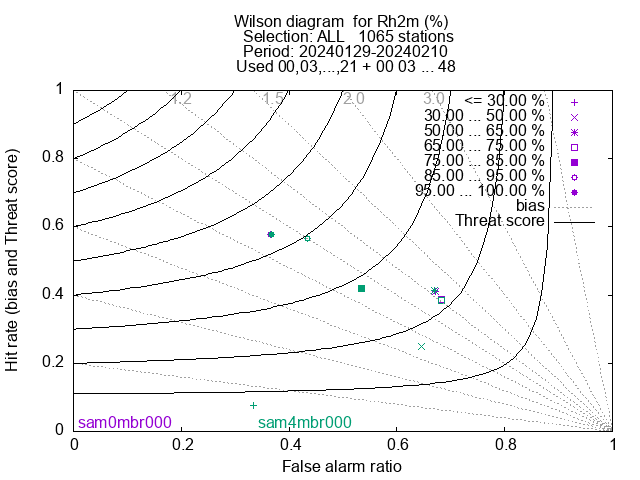 Wilson diagram  for Rh2m (%)
Selection: ALL   1065 stations
Period: 20240129-20240210
Used 00,03,...,21 + 00 03 ... 48
1.2 1.5 2.0 3.0
<= 30.00 %
30.00 ... 50.00 %
50.00 ... 65.00 %
65.00 ... 75.00 %
75.00 ... 85.00 %
85.00 ... 95.00 %
95.00 ... 100.00 %
bias
Threat score
Hit rate (bias and Threat score)
1
0.8
0.6
0.4
0.2
0
sam0mbr000 sam4mbr000
0 0.2 0.4 0.6 0.8 1
False alarm ratio